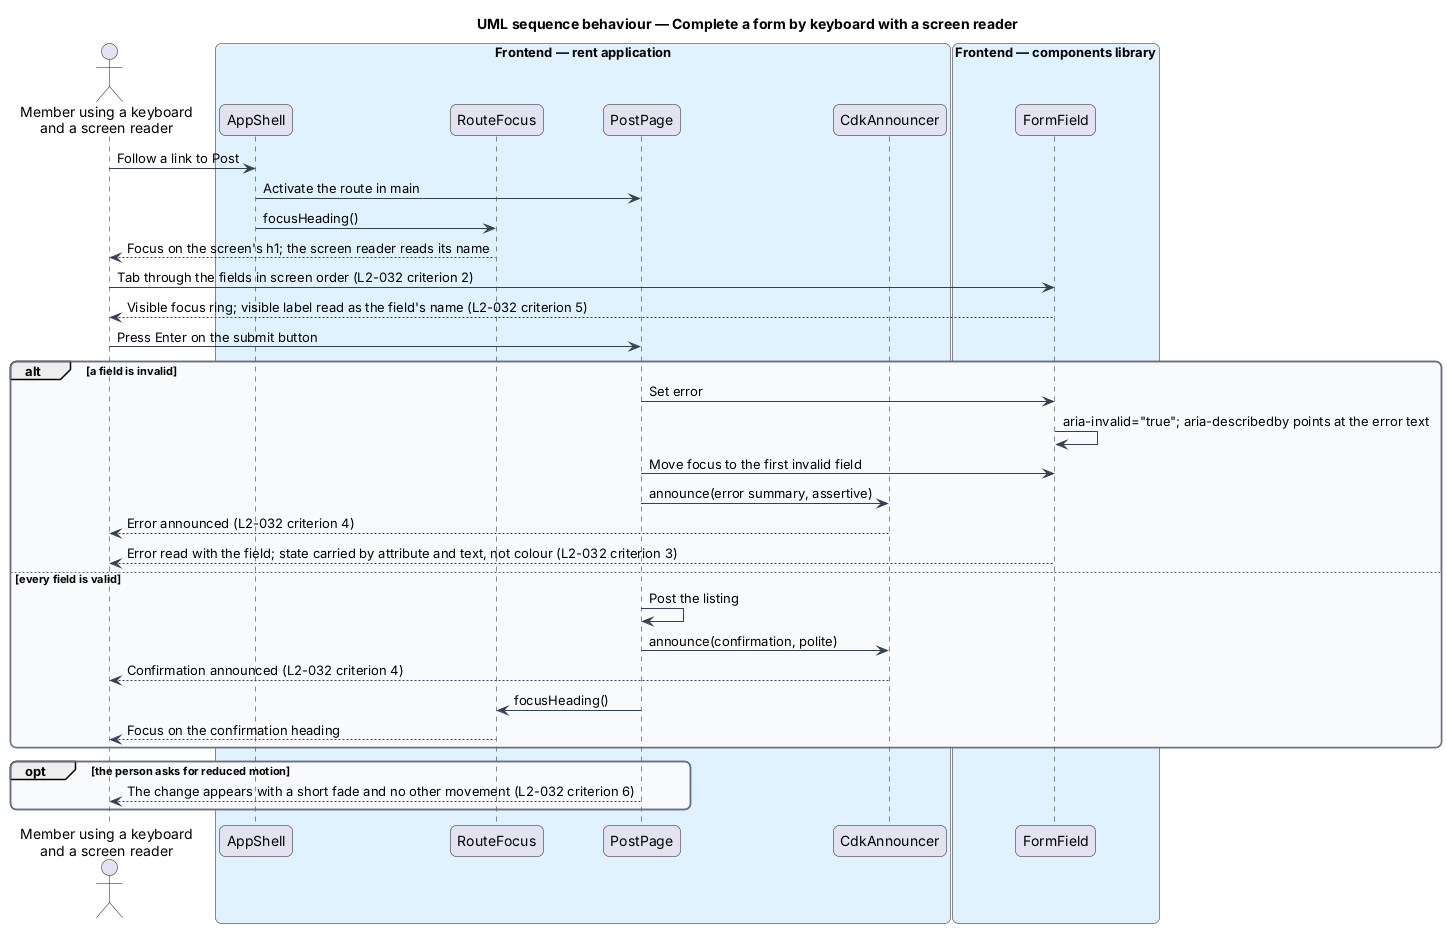 UML sequence behaviour — Complete a form by keyboard with a screen reader
Frontend — rent application
Frontend — components library
Member using a keyboard
and a screen reader
AppShell
RouteFocus
PostPage
CdkAnnouncer
FormField
Follow a link to Post
Activate the route in main
focusHeading()
Focus on the screen's h1; the screen reader reads its name
Tab through the fields in screen order (L2-032 criterion 2)
Visible focus ring; visible label read as the field's name (L2-032 criterion 5)
Press Enter on the submit button
alt
[a field is invalid]
Set error
aria-invalid="true"; aria-describedby points at the error text
Move focus to the first invalid field
announce(error summary, assertive)
Error announced (L2-032 criterion 4)
Error read with the field; state carried by attribute and text, not colour (L2-032 criterion 3)
[every field is valid]
Post the listing
announce(confirmation, polite)
Confirmation announced (L2-032 criterion 4)
focusHeading()
Focus on the confirmation heading
opt
[the person asks for reduced motion]
The change appears with a short fade and no other movement (L2-032 criterion 6)
Member using a keyboard
and a screen reader
AppShell
RouteFocus
PostPage
CdkAnnouncer
FormField